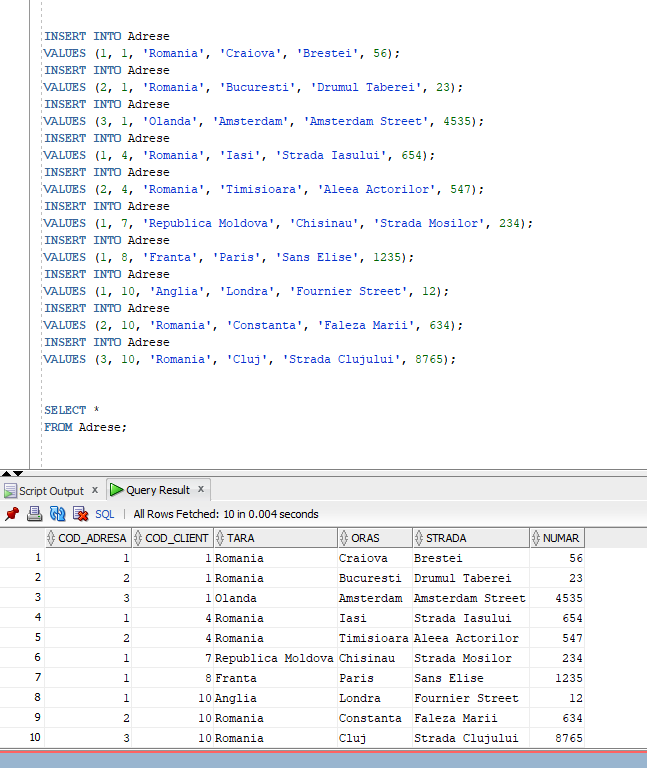 INSERT INTO Adrese
VALUES (1, 1, 'Romania', 'Craiova', 'Brestei', 56);
INSERT INTO Adrese
VALUES (2, 1, 'Romania', 'Bucuresti', 'Drumul Taberei', 23);
INSERT INTO Adrese
VALUES (3, 1, 'Olanda', 'Amsterdam', 'Amsterdam Street', 4535);
INSERT INTO Adrese
VALUES (1, 4, 'Romania', 'Iasi', 'Strada Iasului', 654);
INSERT INTO Adrese
VALUES (2, 4, 'Romania', 'Timisioara', 'Aleea Actorilor', 547);
INSERT INTO Adrese
VALUES (1, 7, 'Republica Moldova', 'Chisinau', 'Strada Mosilor', 234);
INSERT INTO Adrese
VALUES (1, 8, 'Franta', 'Paris', 'Sans Elise', 1235);
INSERT INTO Adrese
VALUES (1, 10, 'Anglia', 'Londra', 'Fournier Street', 12);
INSERT INTO Adrese
VALUES (2, 10, 'Romania', 'Constanta', 'Faleza Marii', 634);
INSERT INTO Adrese
VALUES (3, 10, 'Romania', 'Cluj', 'Strada Clujului', 8765);
SELECT *
FROM Adrese;
Script Output x Query Result x
SQL | All Rows Fetched: 10 in 0.004 seconds
COD_ADRESA COD_CLIENT TARA ORAS STRADA NUMAR
1 1 1 Romania Craiova Brestei 56
2 2 1 Romania Bucuresti Drumul Taberei 23
3 3 1 Olanda Amsterdam Amsterdam Street 4535
4 1 4 Romania Iasi Strada Iasului 654
5 2 4 Romania Timisioara Aleea Actorilor 547
6 1 7 Republica Moldova Chisinau Strada Mosilor 234
7 1 8 Franta Paris Sans Elise 1235
8 1 10 Anglia Londra Fournier Street 12
9 2 10 Romania Constanta Faleza Marii 634
10 3 10 Romania Cluj Strada Clujului 8765